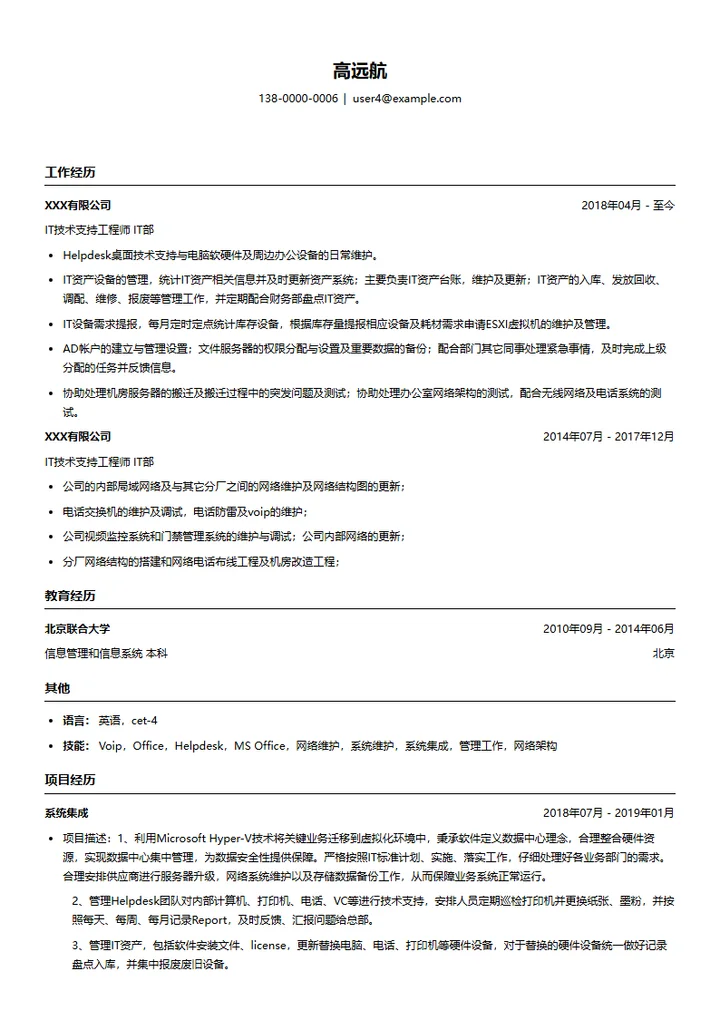 高远航
138-0000-0006 | user4@example.com
工作经历
XXX有限公司 2018年04月 - 至今
IT技术支持工程师 IT部
• Helpdesk桌面技术支持与电脑软硬件及周边办公设备的日常维护。
• IT资产设备的管理，统计IT资产相关信息并及时更新资产系统；主要负责IT资产台账，维护及更新；IT资产的入库、发放回收、
调配、维修、报废等管理工作，并定期配合财务部盘点IT资产。
• IT设备需求提报，每月定时定点统计库存设备，根据库存量提报相应设备及耗材需求申请ESXI虚拟机的维护及管理。
• AD帐户的建立与管理设置；文件服务器的权限分配与设置及重要数据的备份；配合部门其它同事处理紧急事情，及时完成上级
分配的任务并反馈信息。
• 协助处理机房服务器的搬迁及搬迁过程中的突发问题及测试；协助处理办公室网络架构的测试，配合无线网络及电话系统的测
试。
XXX有限公司 2014年07月 - 2017年12月
IT技术支持工程师 IT部
• 公司的内部局域网络及与其它分厂之间的网络维护及网络结构图的更新；
• 电话交换机的维护及调试，电话防雷及voip的维护；
• 公司视频监控系统和门禁管理系统的维护与调试；公司内部网络的更新；
• 分厂网络结构的搭建和网络电话布线工程及机房改造工程；
教育经历
北京联合大学 2010年09月 - 2014年06月
信息管理和信息系统 本科 北京
其他
• 语言： 英语，cet-4
• 技能： Voip，Office，Helpdesk，MS Office，网络维护，系统维护，系统集成，管理工作，网络架构
项目经历
系统集成 2018年07月 - 2019年01月
• 项目描述：1、利用Microsoft Hyper-V技术将关键业务迁移到虚拟化环境中，秉承软件定义数据中心理念，合理整合硬件资
源，实现数据中心集中管理，为数据安全性提供保障。严格按照IT标准计划、实施、落实工作，仔细处理好各业务部门的需求。
合理安排供应商进行服务器升级，网络系统维护以及存储数据备份工作，从而保障业务系统正常运行。
2、管理Helpdesk团队对内部计算机、打印机、电话、VC等进行技术支持，安排人员定期巡检打印机并更换纸张、墨粉，并按
照每天、每周、每月记录Report，及时反馈、汇报问题给总部。
3、管理IT资产，包括软件安装文件、license，更新替换电脑、电话、打印机等硬件设备，对于替换的硬件设备统一做好记录
盘点入库，并集中报废废旧设备。